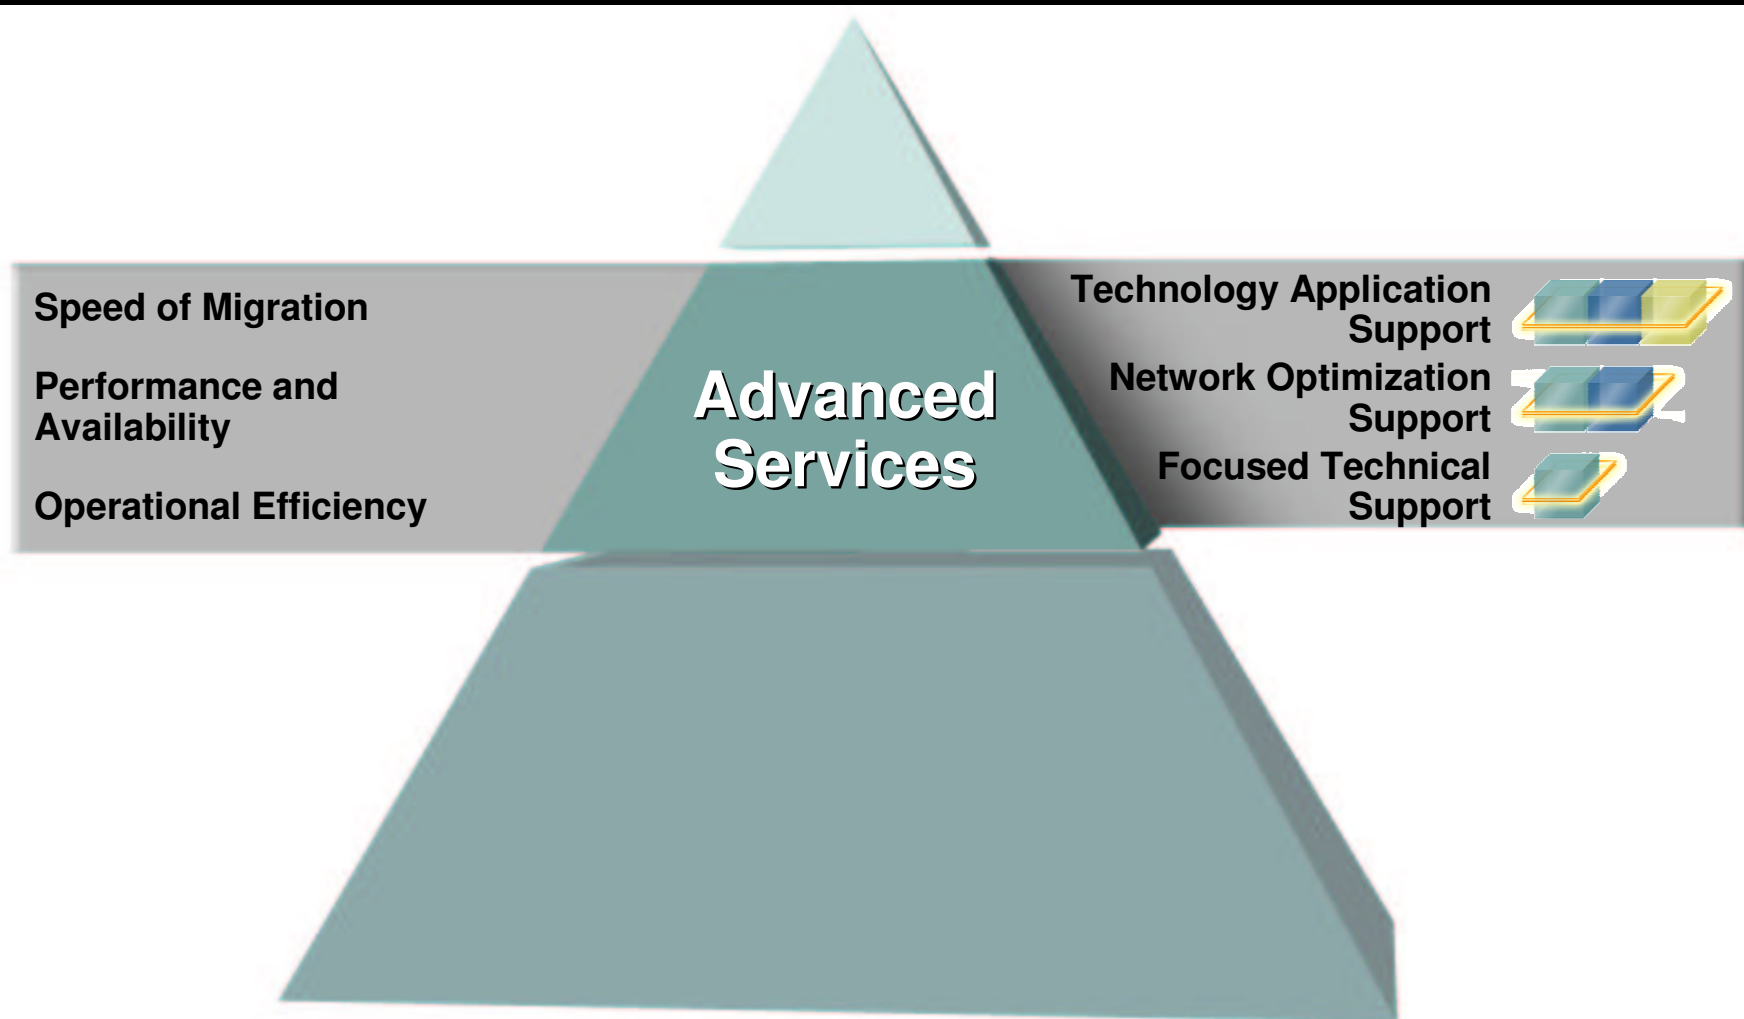 Speed of Migration
Performance and
Availability
Operational Efficiency
Advanced
Services
Technology Application
Support
Network Optimization
Support
Focused Technical
Support